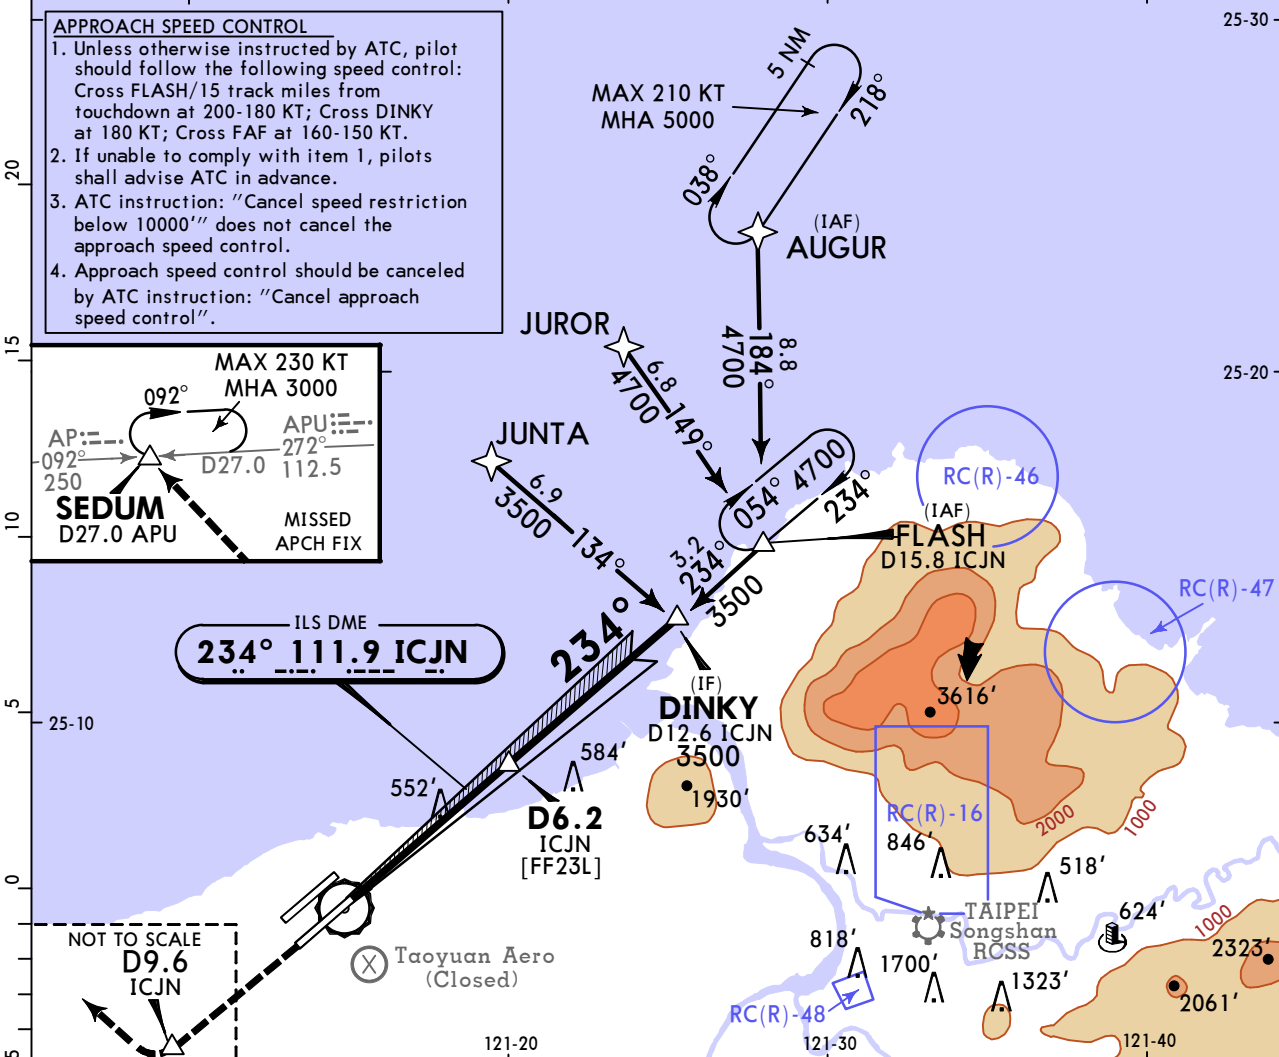 APPROACH SPEED CONTROL
1. Unless otherwise instructed by ATC, pilot
should follow the following speed control:
Cross FLASH/15 track miles from
touchdown at 200-180 KT; Cross DINKY
at 180 KT; Cross FAF at 160-150 KT.
2. If unable to comply with item 1, pilots
shall advise ATC in advance.
3. ATC instruction: "Cancel speed restriction
below 10000'" does not cancel the
approach speed control.
4. Approach speed control should be canceled
by ATC instruction: "Cancel approach
speed control".
25-30
5 NM
MAX 210 KT
MHA 5000
218°
038°
(IAF)
AUGUR
20
15
10
5
0
5
JUROR
6.8
4700
149°
8.8
184°
4700
25-20
MAX 230 KT
MHA 3000
092°
AP
092°
250
APU
272°
112.5
D27.0
SEDUM
D27.0 APU
MISSED
APCH FIX
JUNTA
6.9
3500
134°
054° 4700
234°
RC(R)-46
(IAF)
FLASH
D15.8 ICJN
3.2
234°
3500
RC(R)-47
ILS DME
234° 111.9 ICJN
234°
(IF)
DINKY
D12.6 ICJN
3500
3616'
25-10
584'
552'
1930'
D6.2
ICJN
[FF23L]
RC(R)-16
2000
1000
634'
846'
518'
624'
TAIPEI
Songshan
RCSS
1000
2323'
818'
1700'
1323'
2061'
RC(R)-48
Taoyuan Aero
(Closed)
NOT TO SCALE
D9.6
ICJN
121-20
121-30
121-40